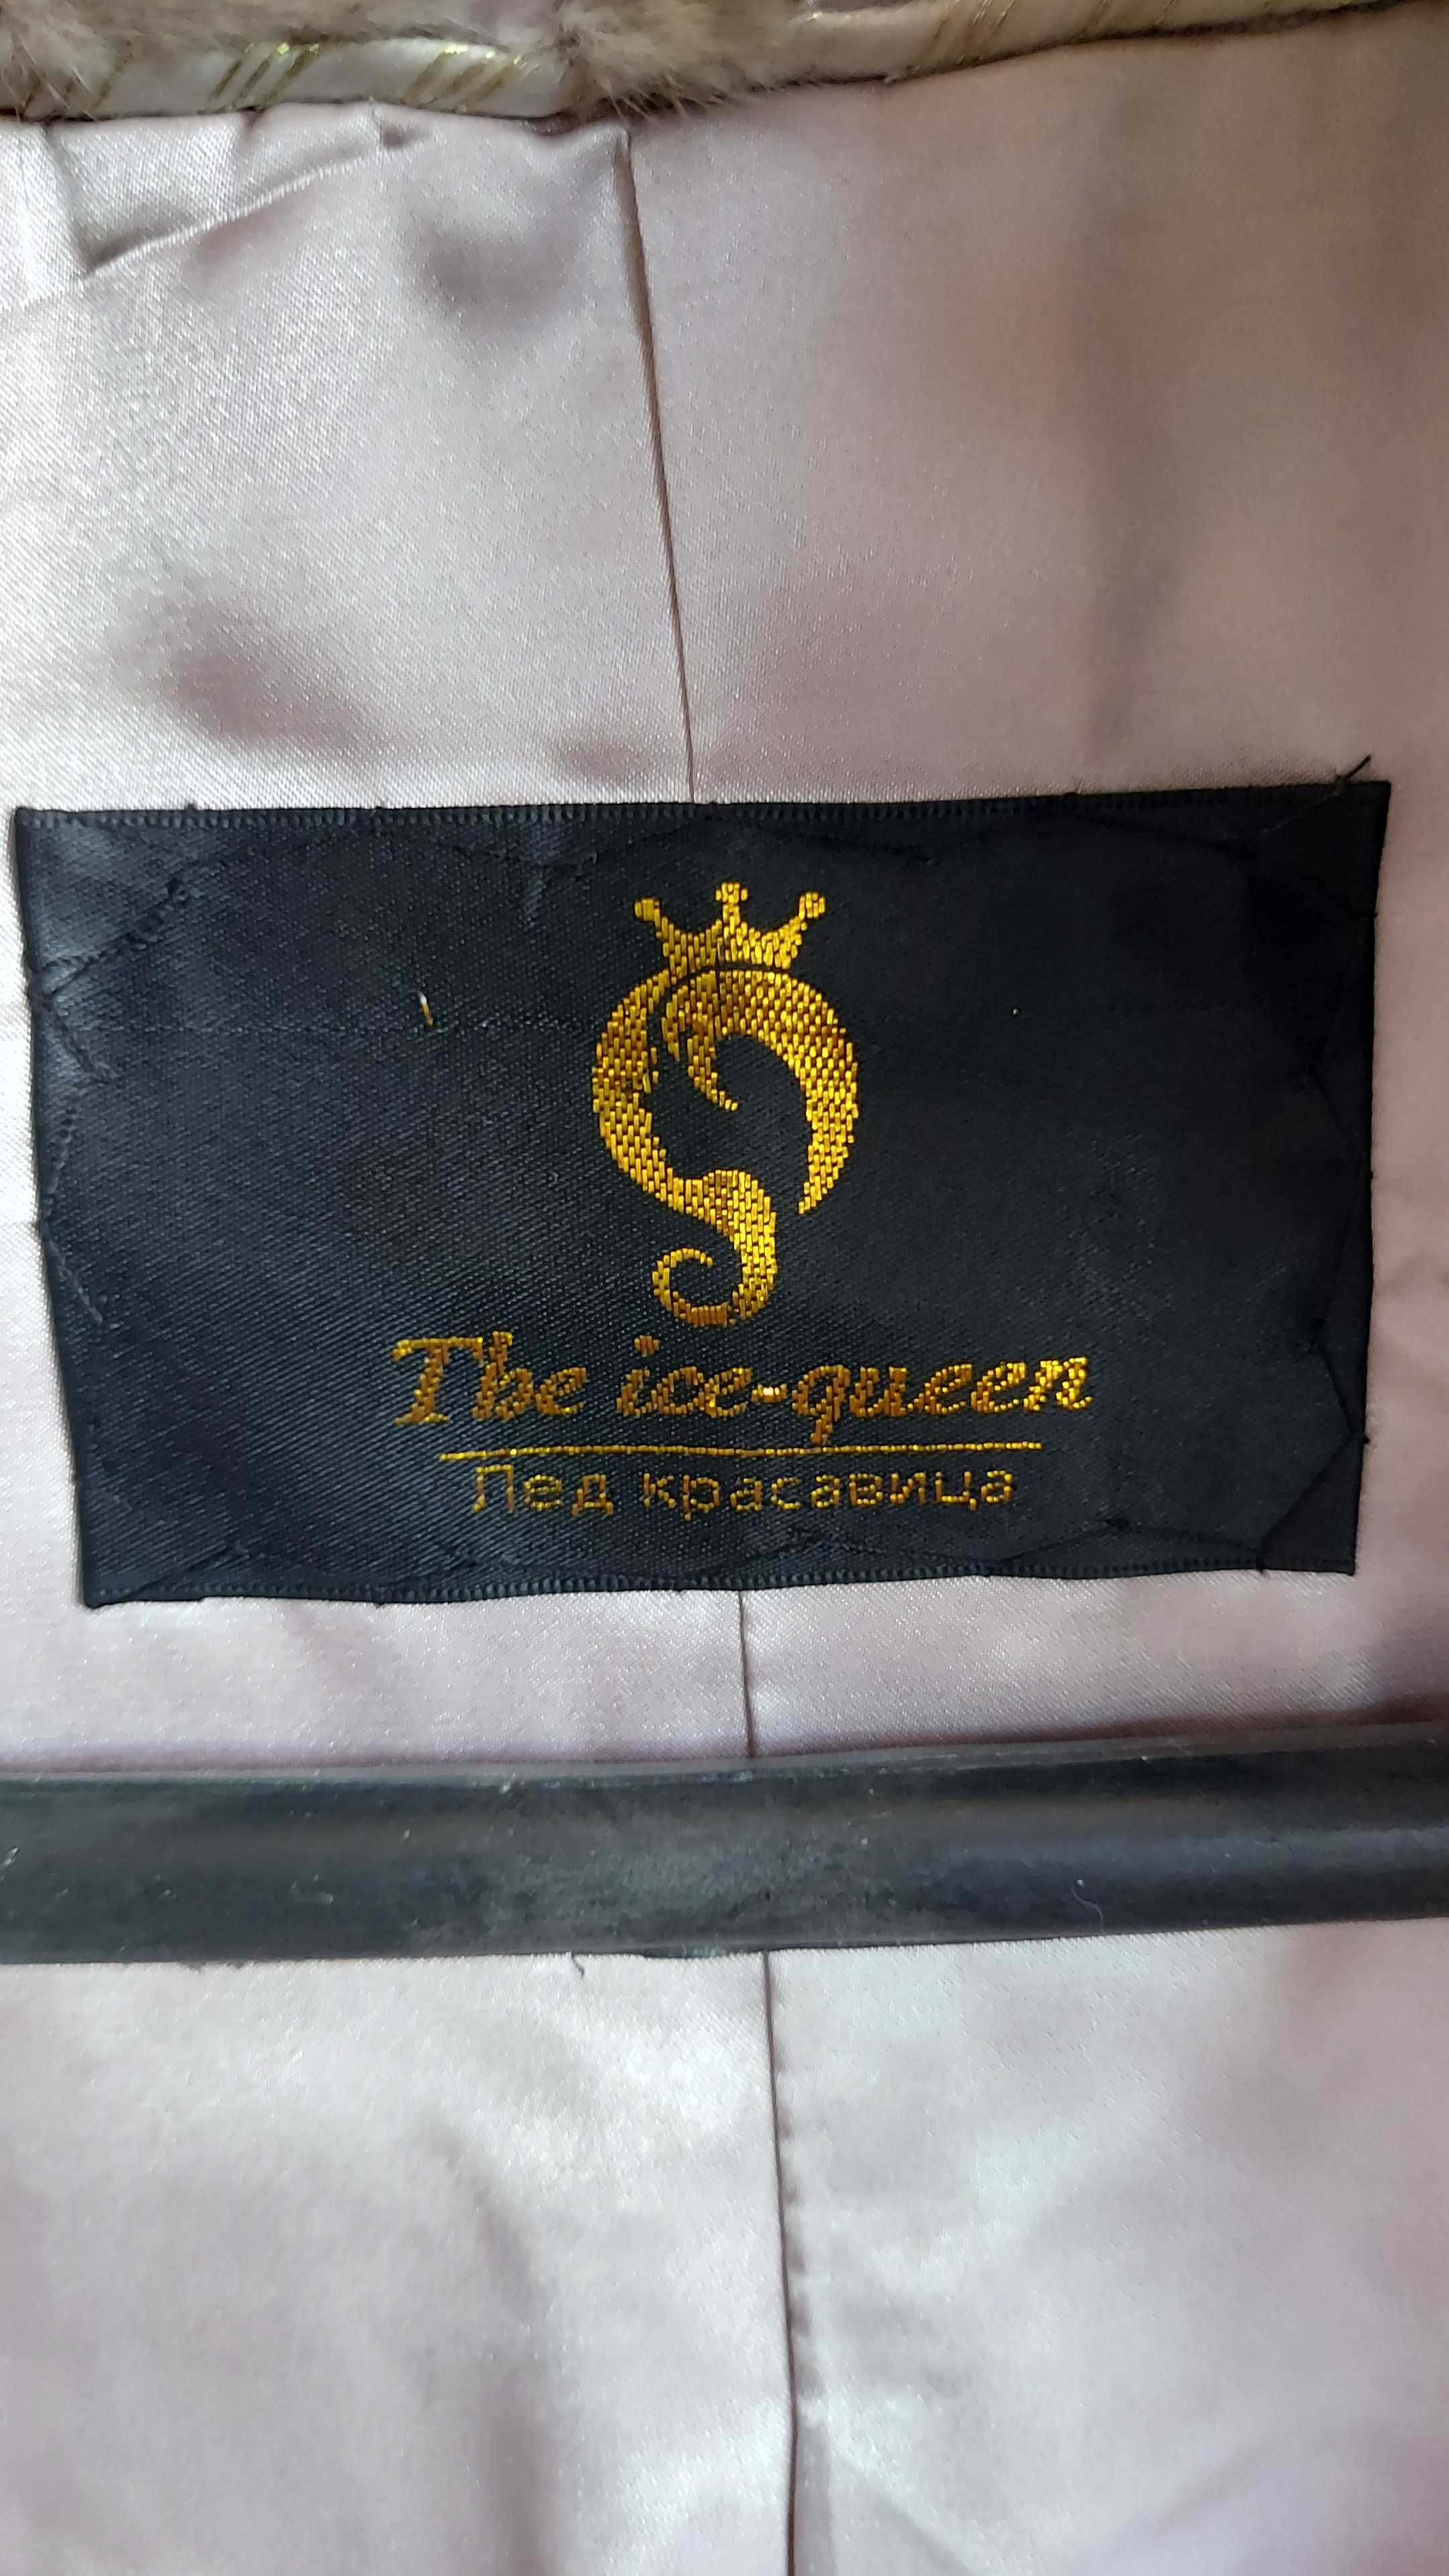 The ice-queen
Лед красавица